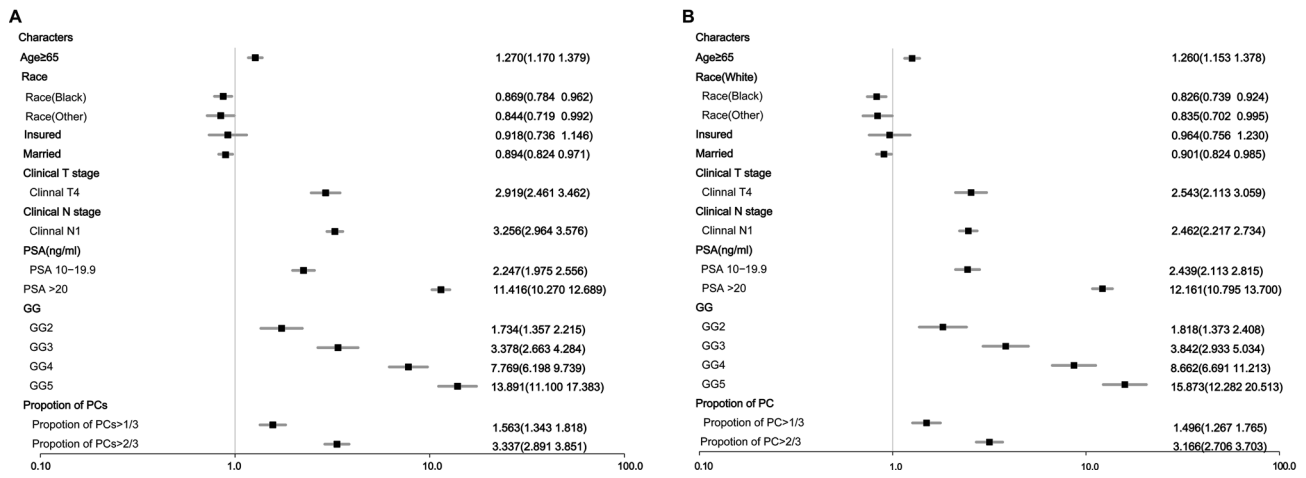 A
Characters
Age≥65 1.270(1.170 1.379)
Race
Race(Black) 0.869(0.784 0.962)
Race(Other) 0.844(0.719 0.992)
Insured 0.918(0.736 1.146)
Married 0.894(0.824 0.971)
Clinical T stage
Clinnal T4 2.919(2.461 3.462)
Clinical N stage
Clinnal N1 3.256(2.964 3.576)
PSA(ng/ml)
PSA 10−19.9 2.247(1.975 2.556)
PSA >20 11.416(10.270 12.689)
GG
GG2 1.734(1.357 2.215)
GG3 3.378(2.663 4.284)
GG4 7.769(6.198 9.739)
GG5 13.891(11.100 17.383)
Propotion of PCs
Propotion of PCs>1/3 1.563(1.343 1.818)
Propotion of PCs>2/3 3.337(2.891 3.851)
0.10 1.0 10.0 100.0
B
Characters
Age≥65 1.260(1.153 1.378)
Race(White)
Race(Black) 0.826(0.739 0.924)
Race(Other) 0.835(0.702 0.995)
Insured 0.964(0.756 1.230)
Married 0.901(0.824 0.985)
Clinical T stage
Clinnal T4 2.543(2.113 3.059)
Clinical N stage
Clinnal N1 2.462(2.217 2.734)
PSA(ng/ml)
PSA 10−19.9 2.439(2.113 2.815)
PSA >20 12.161(10.795 13.700)
GG
GG2 1.818(1.373 2.408)
GG3 3.842(2.933 5.034)
GG4 8.662(6.691 11.213)
GG5 15.873(12.282 20.513)
Propotion of PC
Propotion of PC>1/3 1.496(1.267 1.765)
Propotion of PC>2/3 3.166(2.706 3.703)
0.10 1.0 10.0 100.0